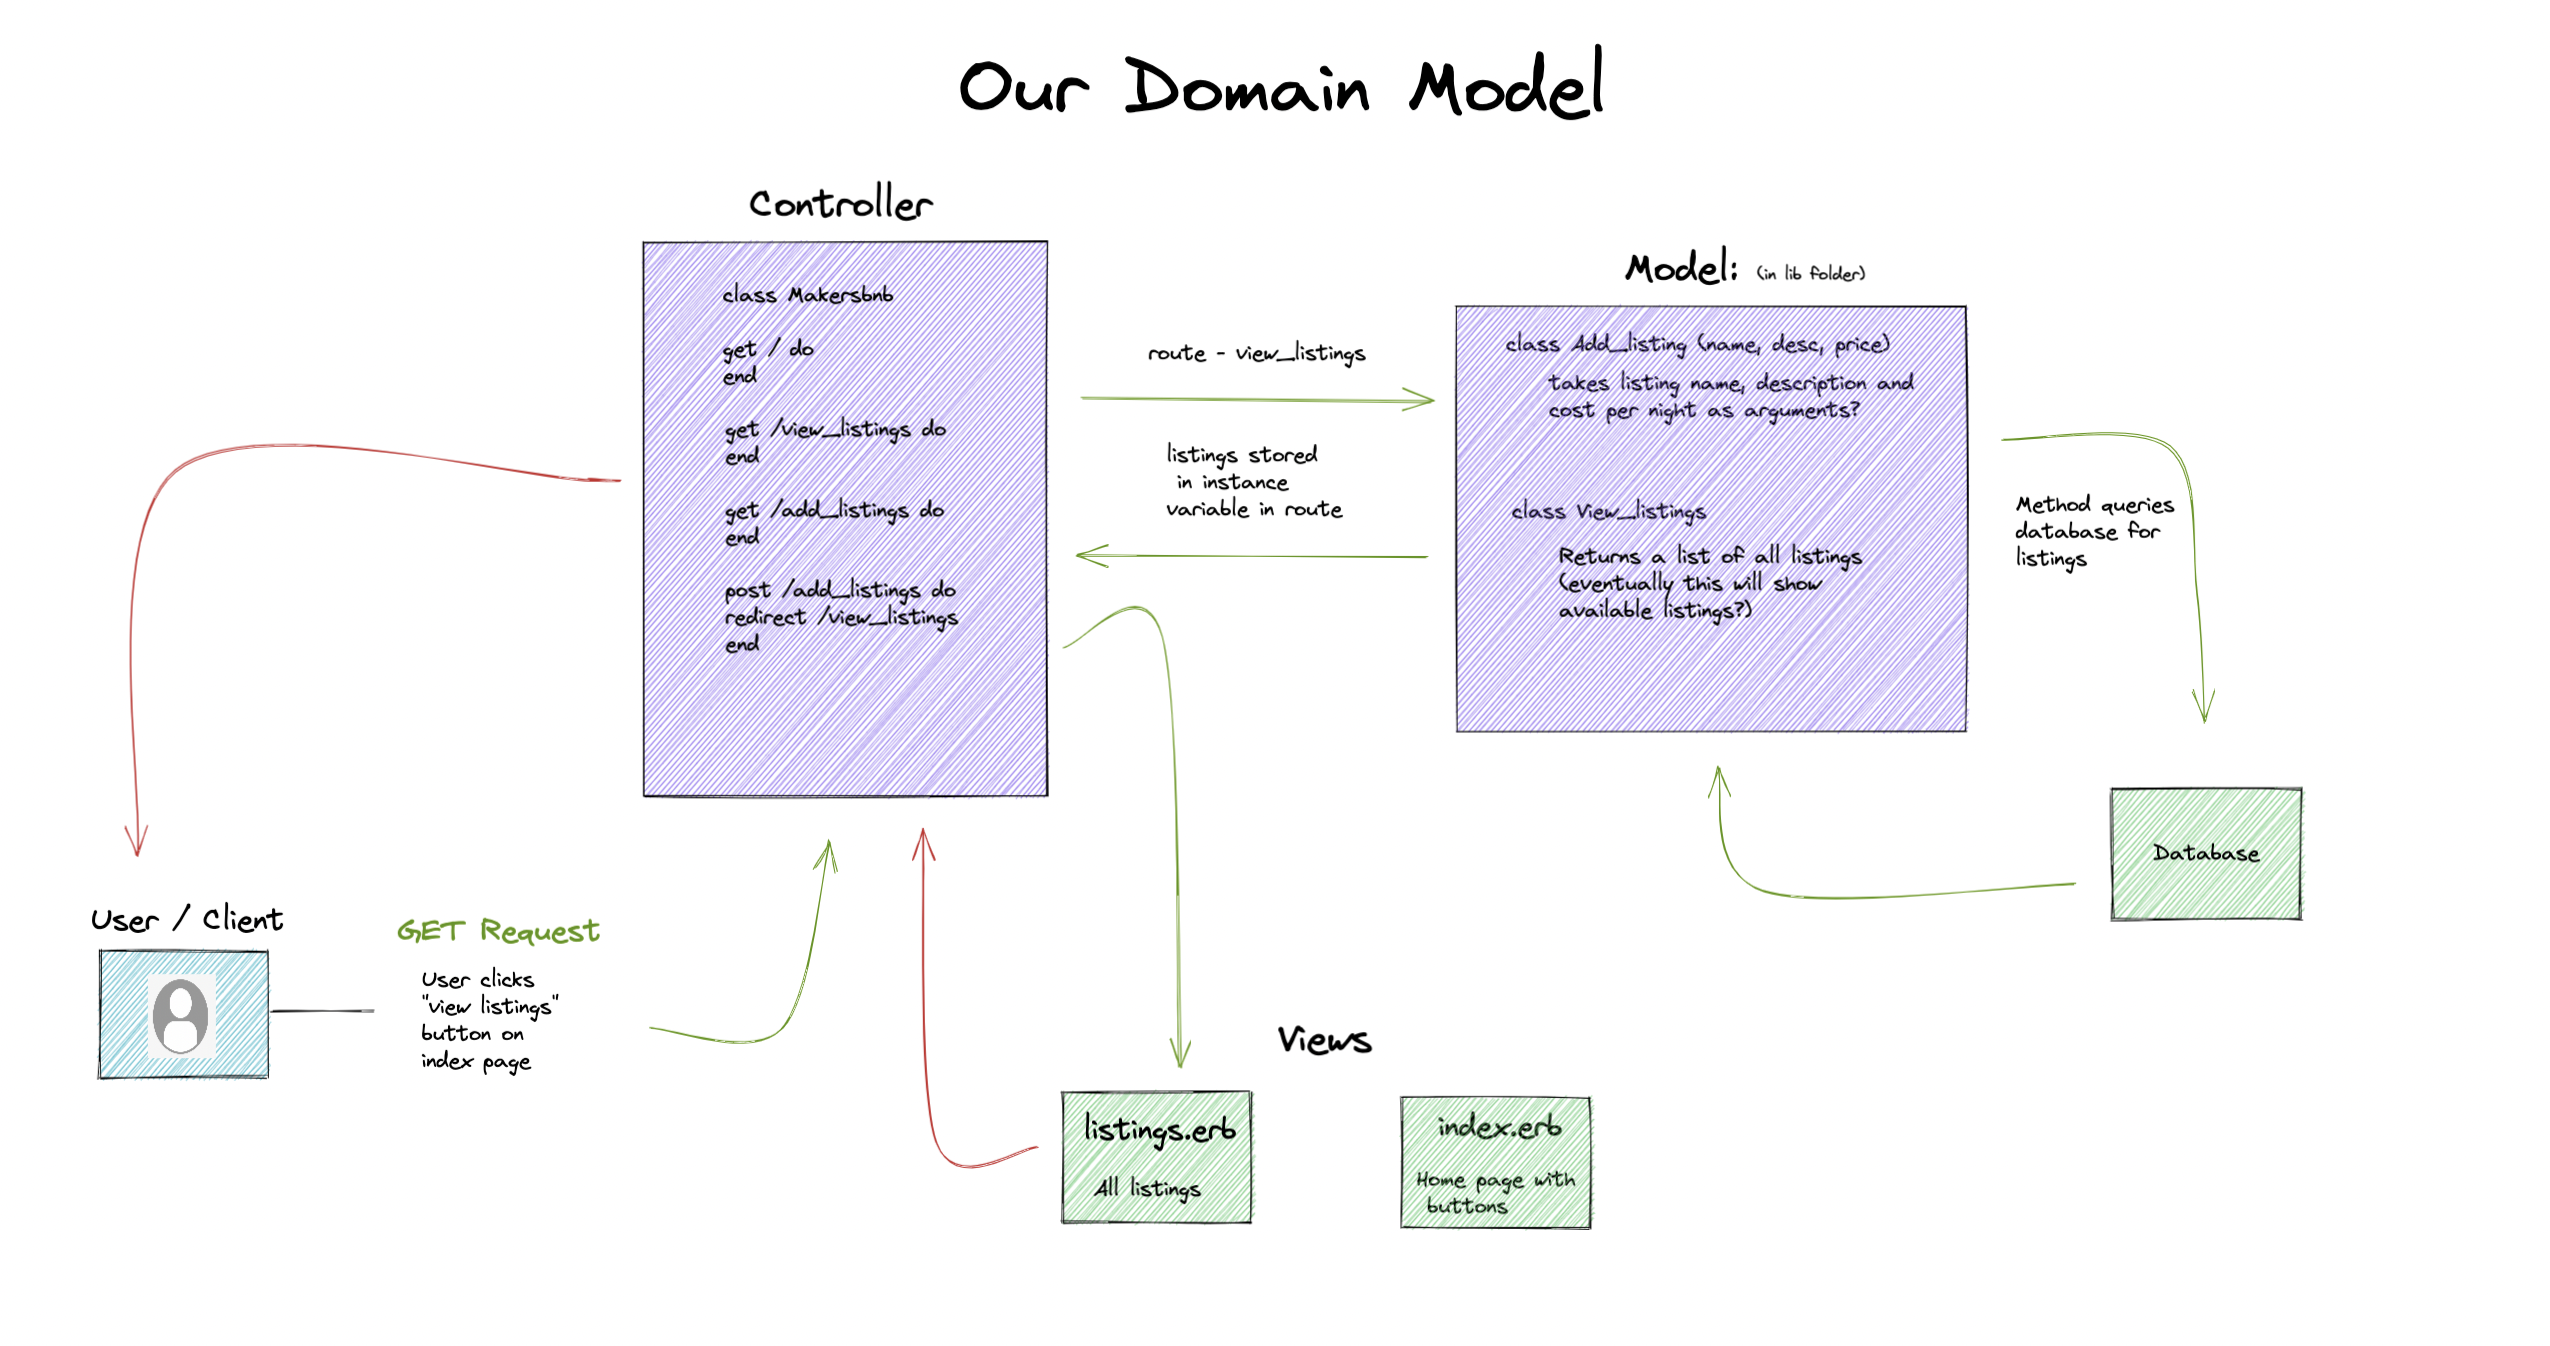 Our Domain Model
Controller
class Makersbnb
get / do
end
get /view_listings do
end
get /add_listings do
end
post /add_listings do
redirect /view_listings
end
route - view_listings
listings stored
in instance
variable in route
Model: (in lib folder)
class Add_listing (name, desc, price)
takes listing name, description and
cost per night as arguments?
class View_listings
Returns a list of all listings
(eventually this will show
available listings?)
Method queries
database for
listings
Database
User / Client
GET Request
User clicks
"view listings"
button on
index page
Views
listings.erb
All listings
index.erb
Home page with
buttons